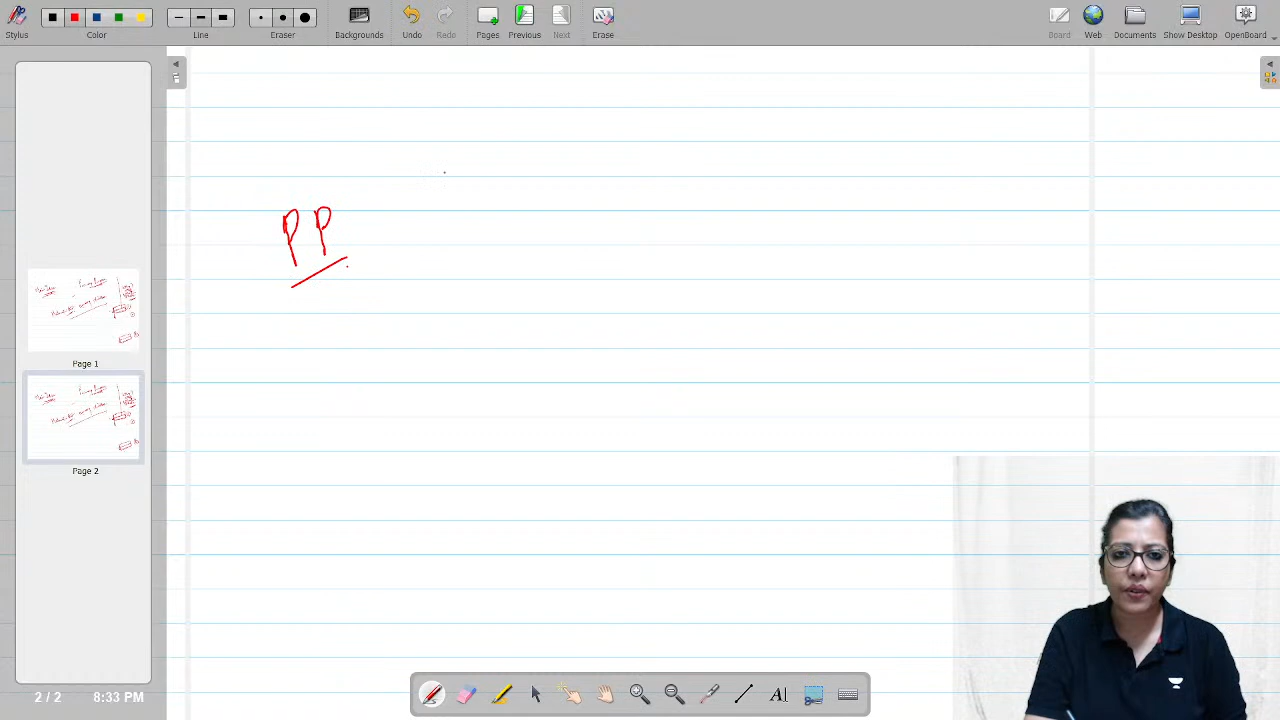 Stylus Color Line Eraser Backgrounds Undo Redo Pages Previous Next Erase Board Web Documents Show Desktop OpenBoard
PP
Page 1
Page 2
2 / 2 8:33 PM
AI